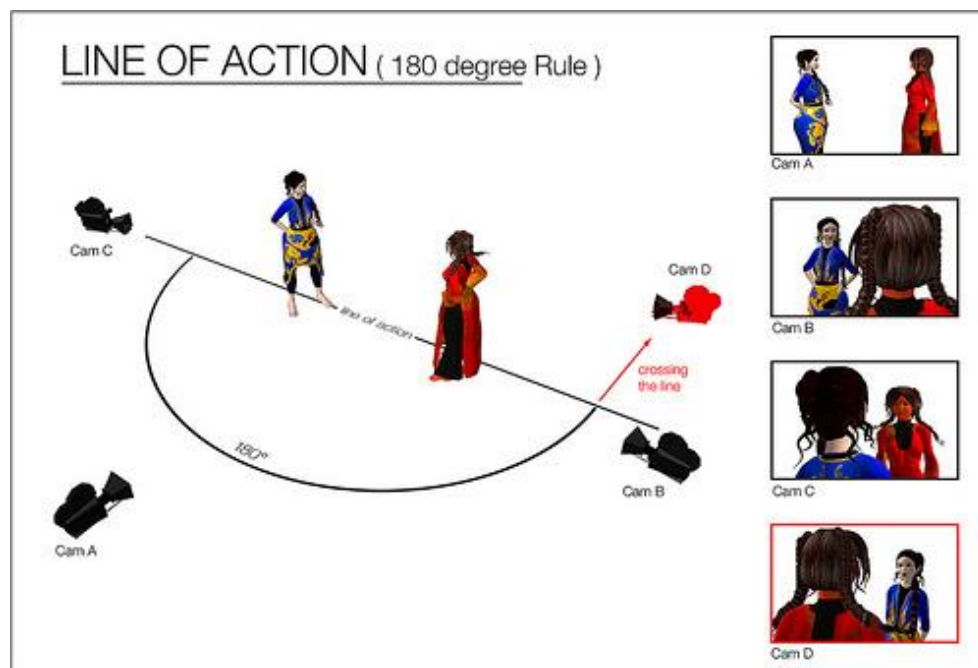 LINE OF ACTION ( 180 degree Rule )
Cam A
Cam C
Cam D
line of action
Cam B
crossing
the line
180º
Cam B
Cam A
Cam C
Cam D